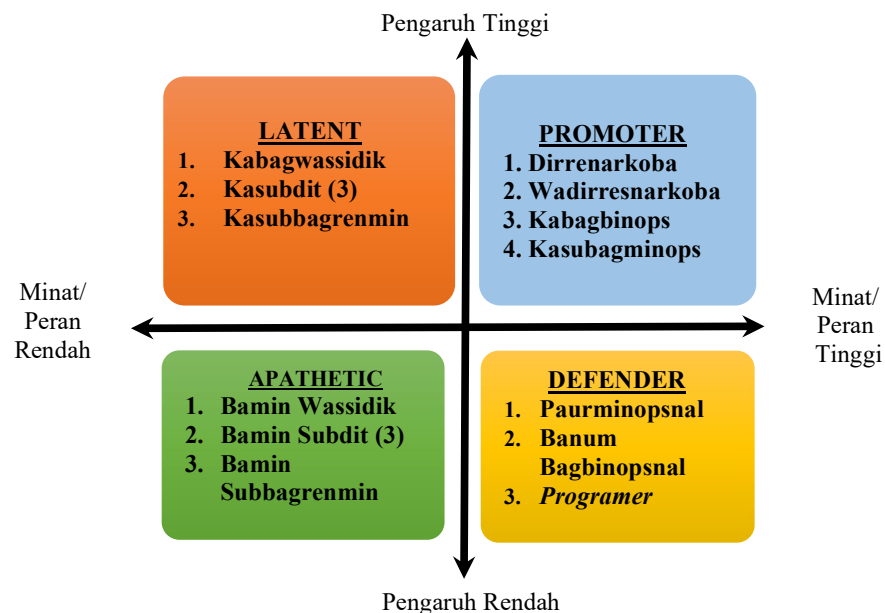 Pengaruh Tinggi
LATENT
1. Kabagwassidik
2. Kasubdit (3)
3. Kasubbagrenmin
PROMOTER
1. Dirrenarkoba
2. Wadirresnarkoba
3. Kabagbinops
4. Kasubagminops
Minat/
Peran
Rendah
Minat/
Peran
Tinggi
APATHETIC
1. Bamin Wassidik
2. Bamin Subdit (3)
3. Bamin
Subbagrenmin
DEFENDER
1. Paurminopsnal
2. Banum
Bagbinopsnal
3. Programer
Pengaruh Rendah